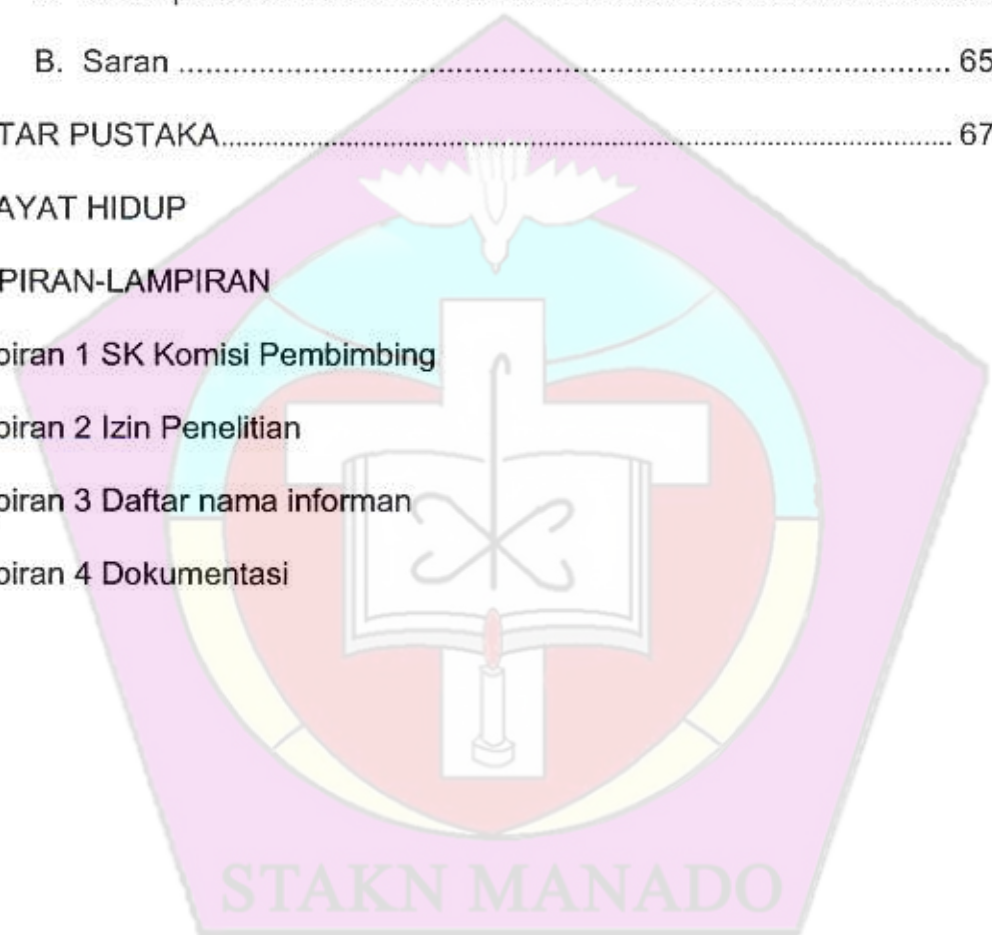 B. Saran ........................................................................................................ 65
TAR PUSTAKA.................................................................................................... 67
AYAT HIDUP
PIRAN-LAMPIRAN
piran 1 SK Komisi Pembimbing
piran 2 Izin Penelitian
piran 3 Daftar nama informan
piran 4 Dokumentasi
STAKN MANADO